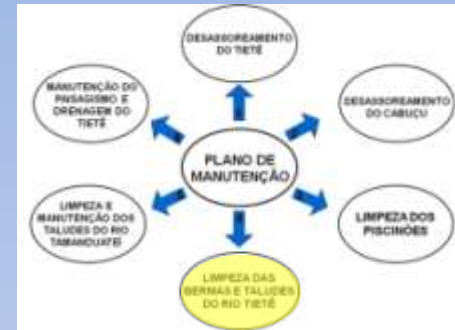 DESASSOREAMENTO
DO TIETÊ
MANUTENÇÃO DO
PAISAGISMO E
DRENAGEM DO
TIETÊ
DESASSOREAMENTO
DO CABUÇU
PLANO DE
MANUTENÇÃO
LIMPEZA E
MANUTENÇÃO DOS
TALUDES DO RIO
TAMANDUATEI
LIMPEZA DOS
PISCINÕES
LIMPEZA DAS
BERMAS E TALUDES
DO RIO TIETÊ